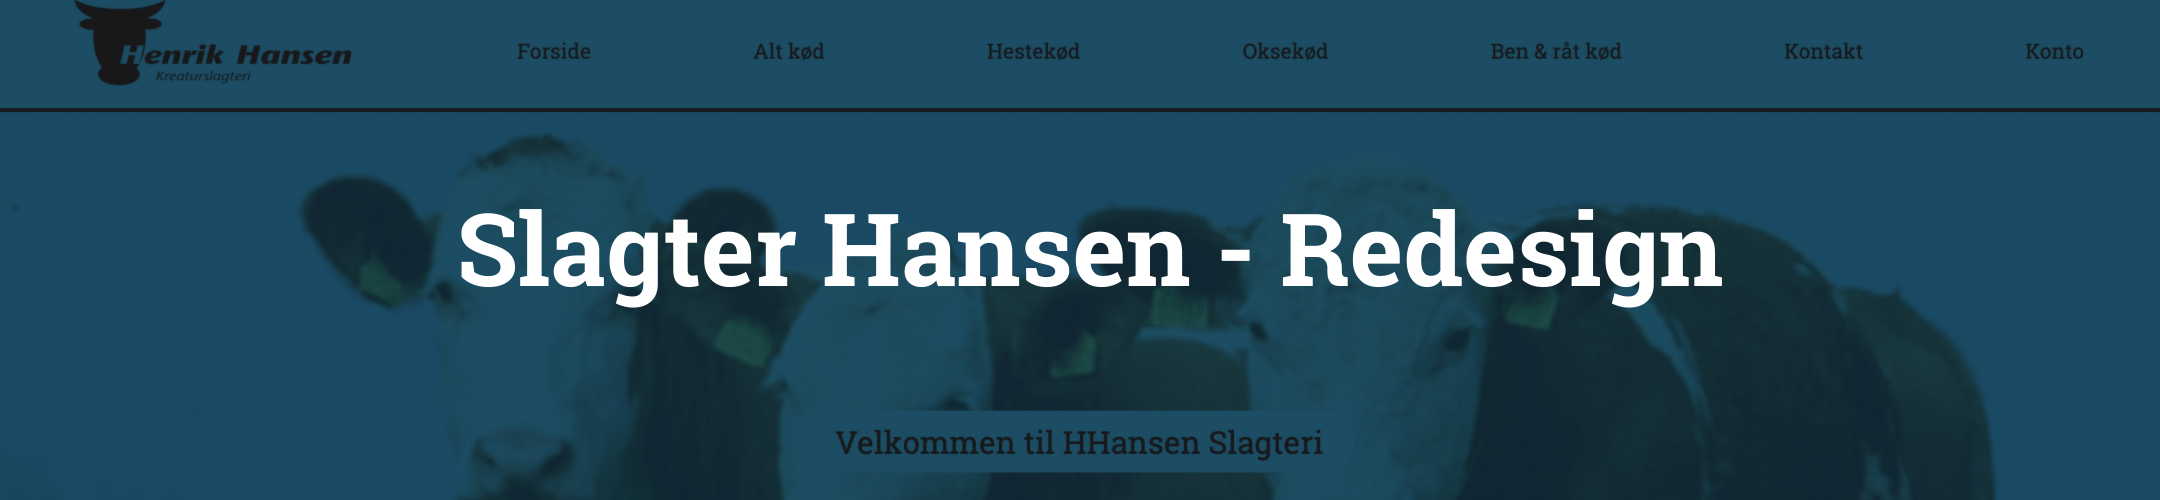 Henrik Hansen
Kreaturslagteri
Forside
Alt kød
Hestekød
Oksekød
Ben & råt kød
Kontakt
Konto
Slagter Hansen - Redesign
Velkommen til HHansen Slagteri